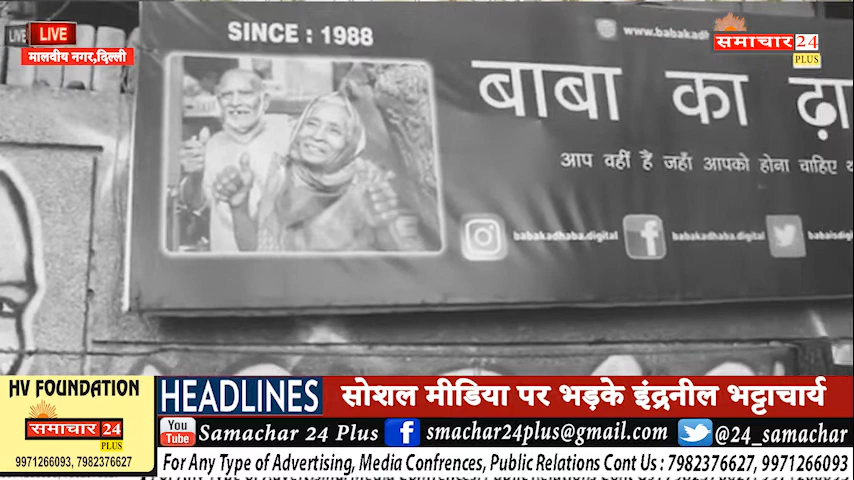 LIVE
LIVE
मालवीय नगर,दिल्ली
SINCE : 1988
www.babakadh
समाचार 24
PLUS
बाबा का ढ़ा
आप वहीं हैं जहाँ आपको होना चाहिए
babakadhaba.digital
babakadhaba.digital
HV FOUNDATION
समाचार 24
PLUS
9971266093, 7982376627
HEADLINES
सोशल मीडिया पर भड़के इंद्रनील भट्टाचार्य
You Tube Samachar 24 Plus
smachar24plus@gmail.com
@24_samachar
For Any Type of Advertising, Media Confrences, Public Relations Cont Us : 7982376627, 9971266093